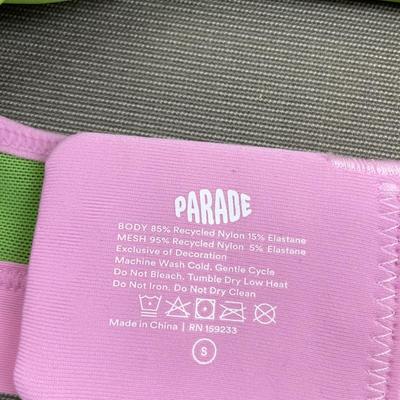 PARADE
BODY 85% Recycled Nylon 15% Elastane
MESH 95% Recycled Nylon 5% Elastane
Exclusive of Decoration
Machine Wash Cold. Gentle Cycle
Do Not Bleach. Tumble Dry Low Heat
Do Not Iron. Do Not Dry Clean
Made in China | RN 159233
S